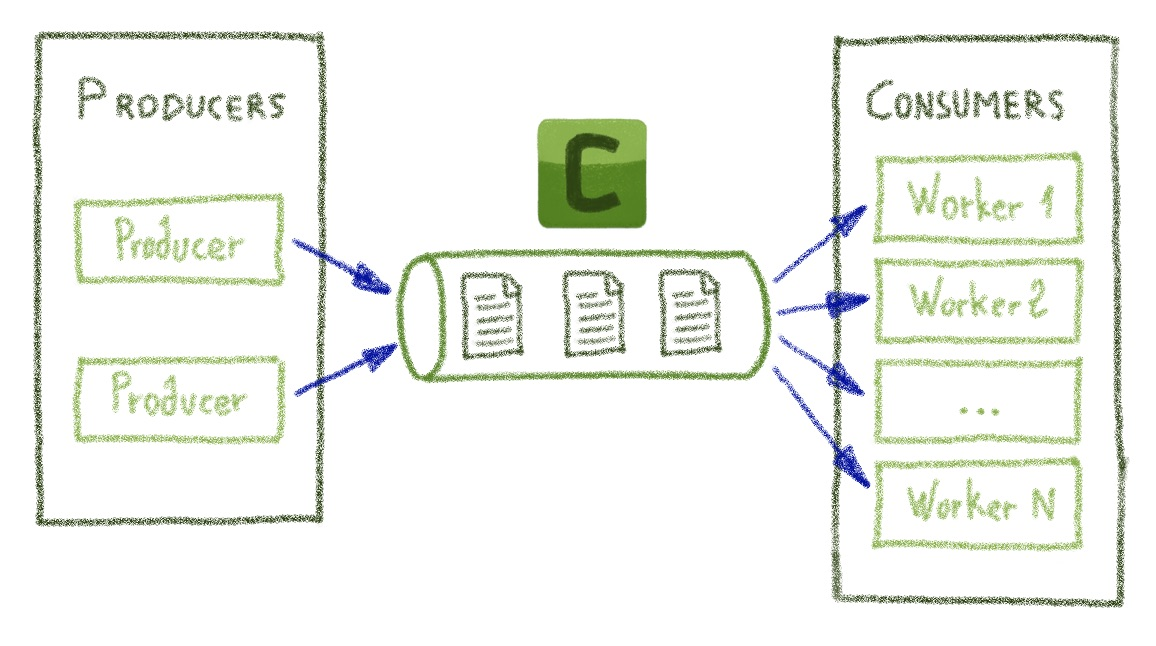 PRODUCERS
Producer
Producer
C
CONSUMERS
Worker 1
Worker 2
...
Worker N